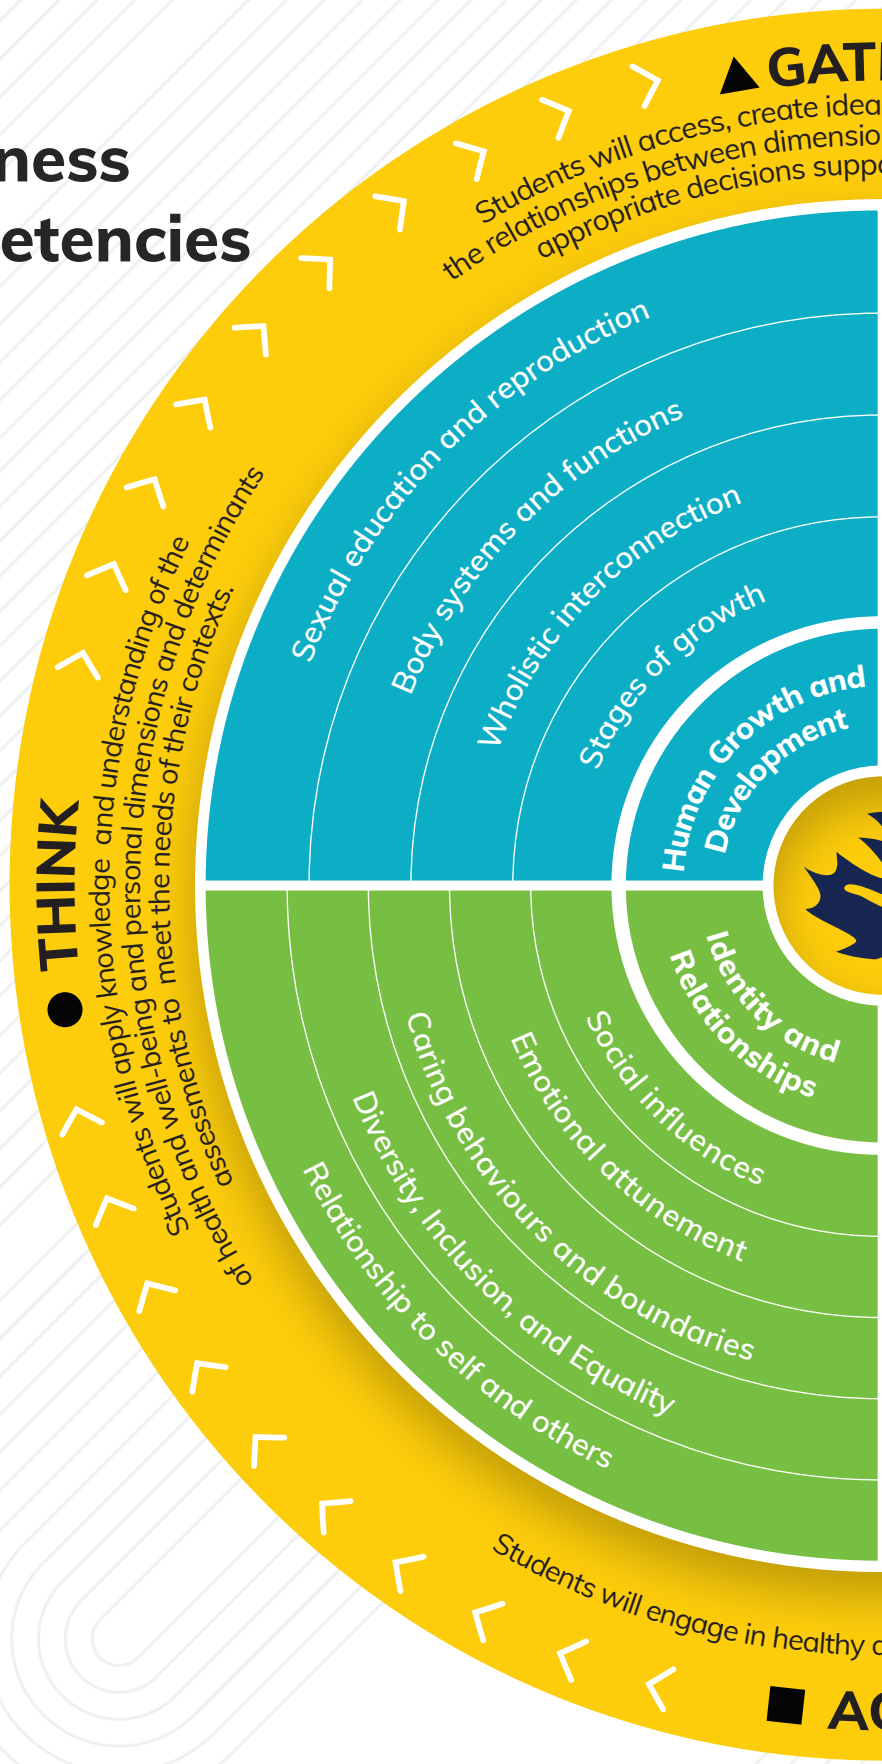 ness
etencies
▲GAT
Students will access, create idea
the relationships between dimensio
appropriate decisions suppo
Sexual education and reproduction
Body systems and functions
Wholistic interconnection
Stages of growth
Human Growth and
Development
● THINK
Students will apply knowledge and understanding of the
of health and well-being and personal dimensions and determinants
assessments to meet the needs of their contexts.
Identity and
Relationships
Social influences
Emotional attunement
Caring behaviours and boundaries
Diversity, Inclusion, and Equality
Relationship to self and others
Students will engage in healthy
■ AC